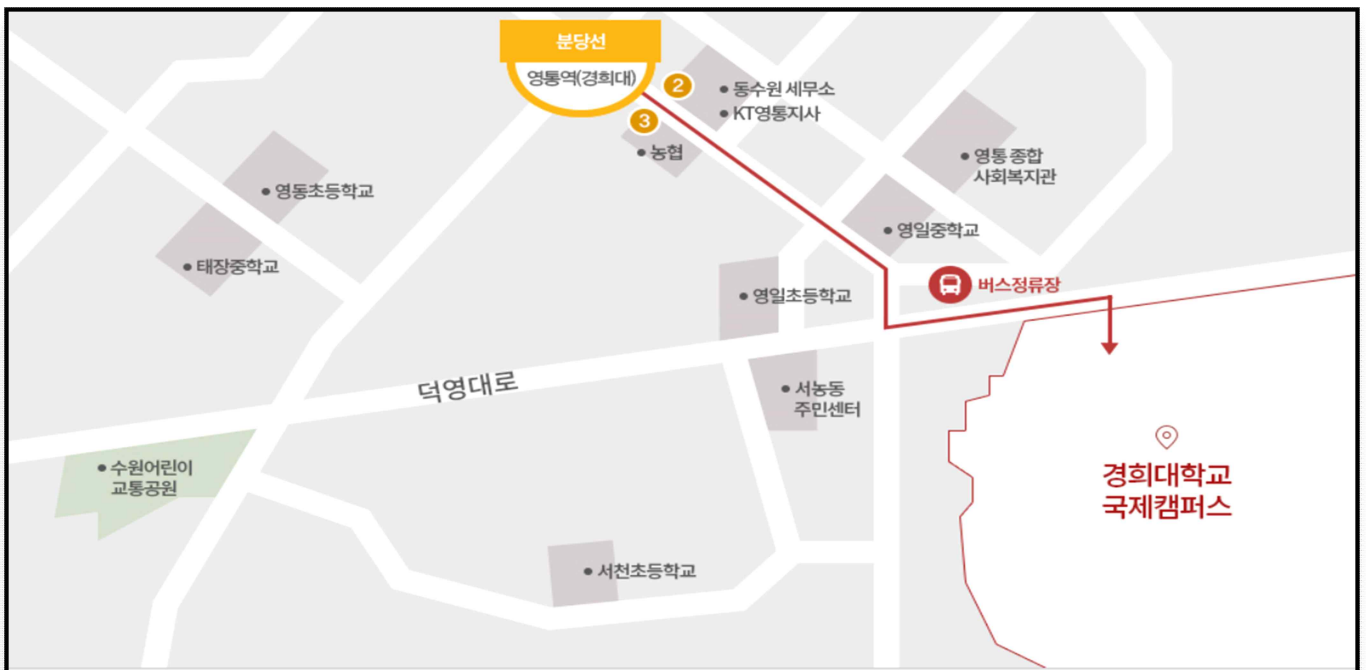 분당선
영통역(경희대)
2
3
동수원 세무소
KT영통지사
농협
영통 종합
사회복지관
영동초등학교
영일중학교
태장중학교
버스정류장
영일초등학교
덕영대로
서농동
주민센터
수원어린이
교통공원
경희대학교
국제캠퍼스
서천초등학교